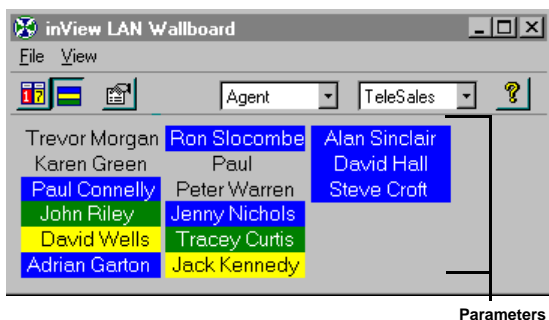 inView LAN Wallboard
File View
17 Agent TeleSales ?
Trevor Morgan Ron Slocombe Alan Sinclair
Karen Green Paul David Hall
Paul Connelly Peter Warren Steve Croft
John Riley Jenny Nichols
David Wells Tracey Curtis
Adrian Garton Jack Kennedy
Parameters